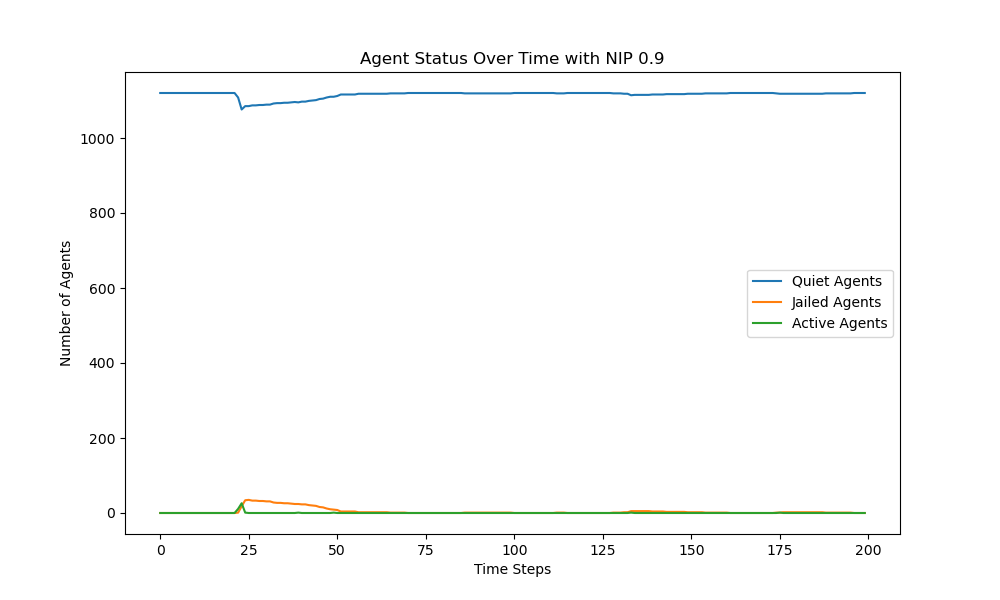 Agent Status Over Time with NIP 0.9
Number of Agents
1000
800
600
400
200
0
Quiet Agents
Jailed Agents
Active Agents
0 25 50 75 100 125 150 175 200
Time Steps